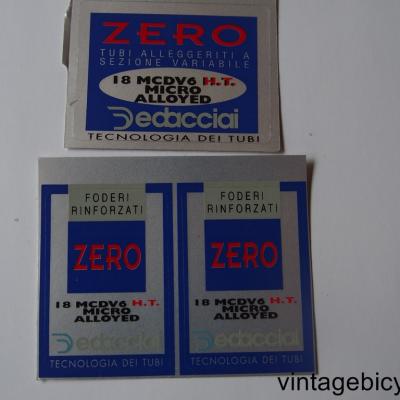 ZERO
TUBI ALLEGGERITI A
SEZIONE VARIABILE
18 MCDV6 H.T.
MICRO
ALLOYED
Dedacciai
TECNOLOGIA DEI TUBI
FODERI
RINFORZATI
ZERO
18 MCDV6 H.T.
MICRO
ALLOYED
Dedacciai
TECNOLOGIA DEI TUBI
FODERI
RINFORZATI
ZERO
18 MCDV6 H.T.
MICRO
ALLOYED
Dedacciai
TECNOLOGIA DEI TUBI
vintagebicy